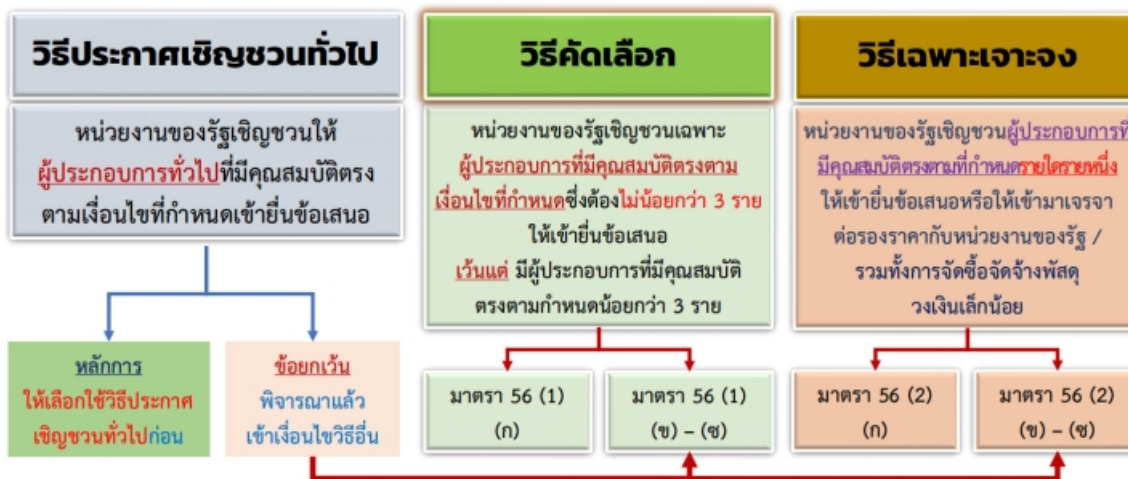 วิธีประกาศเชิญชวนทั่วไป
หน่วยงานของรัฐเชิญชวนให้
ผู้ประกอบการทั่วไปที่มีคุณสมบัติตรง
ตามเงื่อนไขที่กำหนดเข้ายื่นข้อเสนอ
หลักการ
ให้เลือกใช้วิธีประกาศ
เชิญชวนทั่วไปก่อน
ข้อยกเว้น
พิจารณาแล้ว
เข้าเงื่อนไขวิธีอื่น
วิธีคัดเลือก
หน่วยงานของรัฐเชิญชวนเฉพาะ
ผู้ประกอบการที่มีคุณสมบัติตรงตาม
เงื่อนไขที่กำหนดซึ่งต้องไม่น้อยกว่า 3 ราย
ให้เข้ายื่นข้อเสนอ
เว้นแต่ มีผู้ประกอบการที่มีคุณสมบัติ
ตรงตามกำหนดน้อยกว่า 3 ราย
มาตรา 56 (1)
(ก)
มาตรา 56 (1)
(ข) – (ซ)
วิธีเฉพาะเจาะจง
หน่วยงานของรัฐเชิญชวนผู้ประกอบการที่
มีคุณสมบัติตรงตามที่กำหนดรายใดรายหนึ่ง
ให้เข้ายื่นข้อเสนอหรือให้เข้ามาเจรจา
ต่อรองราคากับหน่วยงานของรัฐ /
รวมทั้งการจัดซื้อจัดจ้างพัสดุ
วงเงินเล็กน้อย
มาตรา 56 (2)
(ก)
มาตรา 56 (2)
(ข) – (ซ)